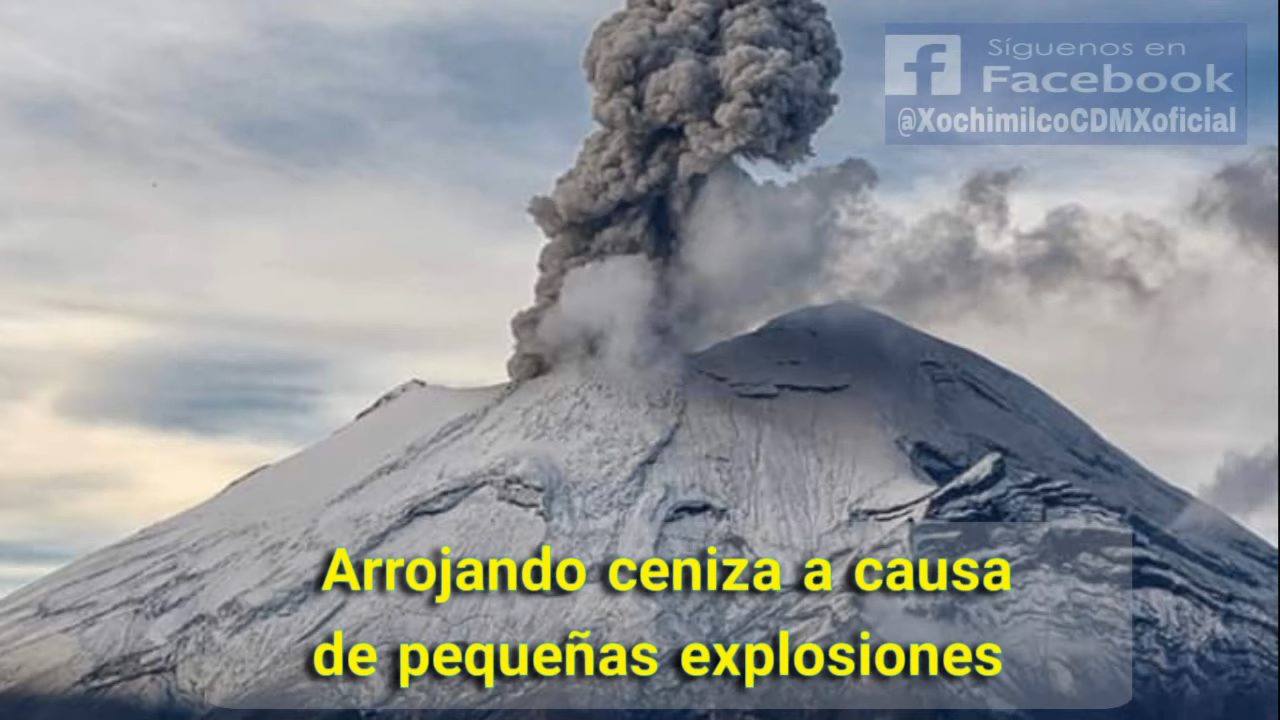 Síguenos en
Facebook
@XochimilcoCDMXoficial
Arrojando ceniza a causa
de pequeñas explosiones